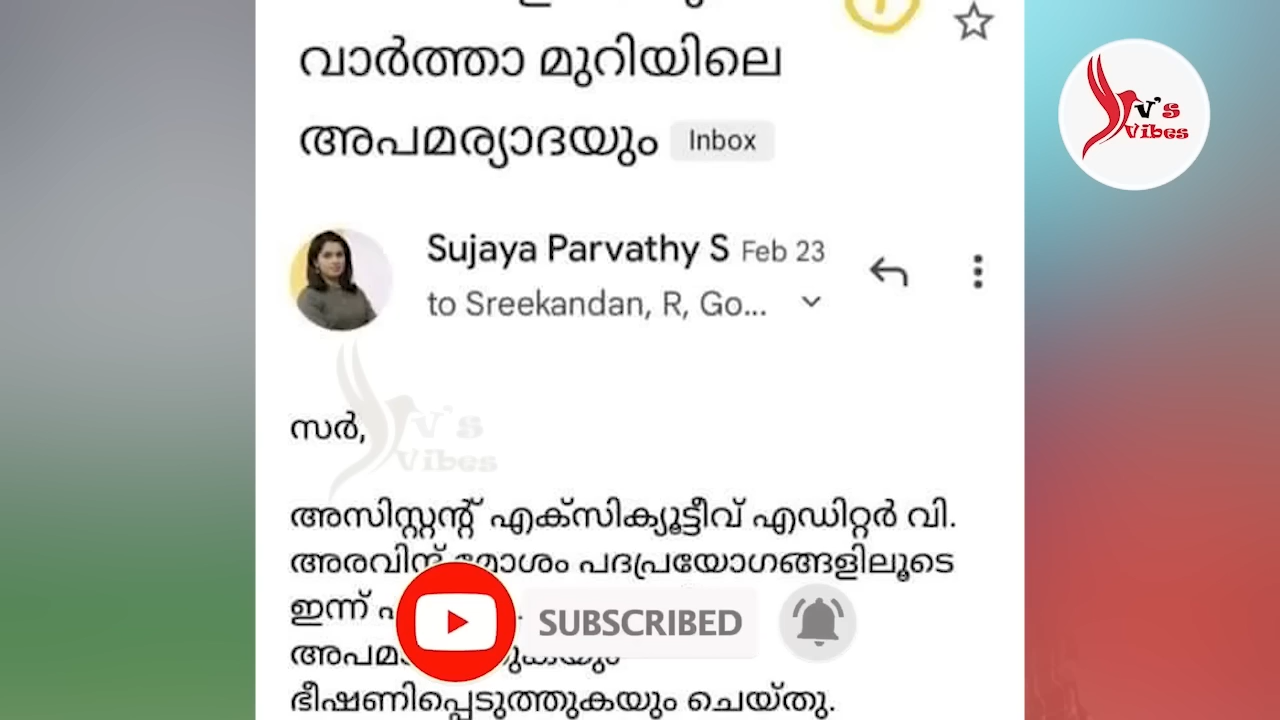 വാർത്താ മുറിയിലെ
അപമര്യാദയും Inbox
V's
Vibes
Sujaya Parvathy S Feb 23
to Sreekandan, R, Go...
സർ,
V's
Vibes
അസിസ്റ്റന്റ് എക്സിക്യൂട്ടീവ് എഡിറ്റർ വി.
അരവിന്ദ് മോശം പദപ്രയോഗങ്ങളിലൂടെ
ഇന്ന്
SUBSCRIBED
ഭീഷണിപ്പെടുത്തുകയും ചെയ്തു.